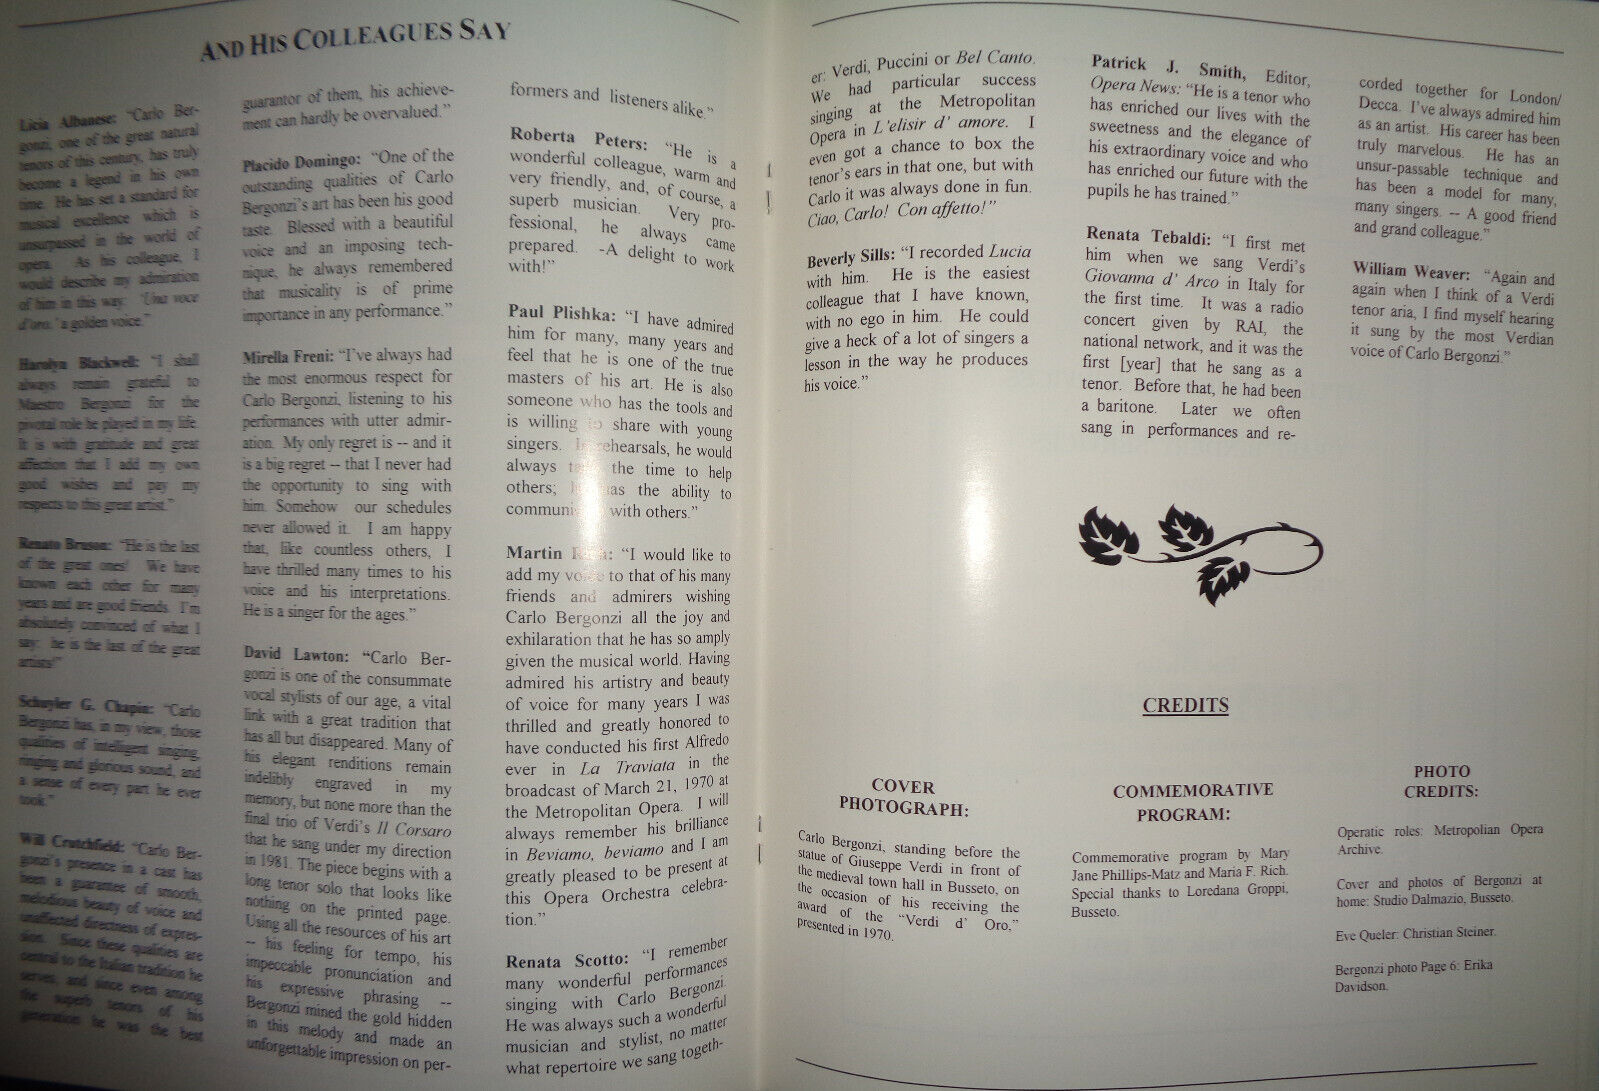 AND HIS COLLEAGUES SAY
Licia Albanese: "Carlo Ber-
gonzi, one of the great natural
tenors of this century, has truly
become a legend in his own
time. He has set a standard for
musical excellence which is
unsurpassed in the world of
opera. As his colleague, I
would describe my admiration
of him in this way: 'Una voce
d'oro,' a golden voice."
Harolyn Blackwell: "I shall
always remain grateful to
Maestro Bergonzi for the
pivotal role he played in my life.
It is with gratitude and great
affection that I add my own
good wishes and pay my
respects to this great artist."
Renato Bruson: "He is the last
of the great ones! We have
known each other for many
years and are good friends. I'm
absolutely convinced of what I
say: he is the last of the great
artists!"
Schuyler G. Chapin: "Carlo
Bergonzi has, in my view, those
qualities of intelligent singing,
ringing and glorious sound, and
a sense of every part he ever
took."
Will Crutchfield: "Carlo Ber-
gonzi's presence in a cast has
been a guarantee of smooth,
melodious beauty of voice and
unaffected directness of expres-
sion. Since these qualities are
central to the Italian tradition he
serves, and since even among
the superb tenors of his
generation he was the best
guarantor of them, his achieve-
ment can hardly be overvalued."
Placido Domingo: "One of the
outstanding qualities of Carlo
Bergonzi's art has been his good
taste. Blessed with a beautiful
voice and an imposing tech-
nique, he always remembered
that musicality is of prime
importance in any performance."
Mirella Freni: "I've always had
the most enormous respect for
Carlo Bergonzi, listening to his
performances with utter admir-
ation. My only regret is -- and it
is a big regret -- that I never had
the opportunity to sing with
him. Somehow our schedules
never allowed it. I am happy
that, like countless others, I
have thrilled many times to his
voice and his interpretations.
He is a singer for the ages."
David Lawton: "Carlo Ber-
gonzi is one of the consummate
vocal stylists of our age, a vital
link with a great tradition that
has all but disappeared. Many of
his elegant renditions remain
indelibly engraved in my
memory, but none more than the
final trio of Verdi's Il Corsaro
that he sang under my direction
in 1981. The piece begins with a
long tenor solo that looks like
nothing on the printed page.
Using all the resources of his art
-- his feeling for tempo, his
impeccable pronunciation and
his expressive phrasing --
Bergonzi mined the gold hidden
in this melody and made an
unforgettable impression on per-
formers and listeners alike."
Roberta Peters: "He is a
wonderful colleague, warm and
very friendly, and, of course, a
superb musician. Very pro-
fessional, he always came
prepared. -A delight to work
with!"
Paul Plishka: "I have admired
him for many, many years and
feel that he is one of the true
masters of his art. He is also
someone who has the tools and
is willing to share with young
singers. In rehearsals, he would
always the time to help
others; has the ability to
with others."
Martin "I would like to
add my voice to that of his many
friends and admirers wishing
Carlo Bergonzi all the joy and
exhilaration that he has so amply
given the musical world. Having
admired his artistry and beauty
of voice for many years I was
thrilled and greatly honored to
have conducted his first Alfredo
ever in La Traviata in the
broadcast of March 21, 1970 at
the Metropolitan Opera. I will
always remember his brilliance
in Beviamo, beviamo and I am
greatly pleased to be present at
this Opera Orchestra celebra-
tion."
Renata Scotto: "I remember
many wonderful performances
singing with Carlo Bergonzi.
He was always such a wonderful
musician and stylist, no matter
what repertoire we sang togeth-
er: Verdi, Puccini or Bel Canto.
We had particular success
singing at the Metropolitan
Opera in L'elisir d' amore. I
even got a chance to box the
tenor's ears in that one, but with
Carlo it was always done in fun.
Ciao, Carlo! Con affetto!"
Beverly Sills: "I recorded Lucia
with him. He is the easiest
colleague that I have known,
with no ego in him. He could
give a heck of a lot of singers a
lesson in the way he produces
his voice."
Patrick J. Smith, Editor,
Opera News: "He is a tenor who
has enriched our lives with the
sweetness and the elegance of
his extraordinary voice and who
has enriched our future with the
pupils he has trained."
Renata Tebaldi: "I first met
him when we sang Verdi's
Giovanna d' Arco in Italy for
the first time. It was a radio
concert given by RAI, the
national network, and it was the
first [year] that he sang as a
tenor. Before that, he had been
a baritone. Later we often
sang in performances and re-
corded together for London/
Decca. I've always admired him
as an artist. His career has been
truly marvelous. He has an
unsur-passable technique and
has been a model for many,
many singers. -- A good friend
and grand colleague."
William Weaver: "Again and
again when I think of a Verdi
tenor aria, I find myself hearing
it sung by the most Verdian
voice of Carlo Bergonzi."
CREDITS
COVER
PHOTOGRAPH:
Carlo Bergonzi, standing before the
statue of Giuseppe Verdi in front of
the medieval town hall in Busseto, on
the occasion of his receiving the
award of the "Verdi d' Oro,"
presented in 1970.
COMMEMORATIVE
PROGRAM:
Commemorative program by Mary
Jane Phillips-Matz and Maria F. Rich.
Special thanks to Loredana Groppi,
Busseto.
PHOTO
CREDITS:
Operatic roles: Metropolian Opera
Archive.
Cover and photos of Bergonzi at
home: Studio Dalmazio, Busseto.
Eve Queler: Christian Steiner.
Bergonzi photo Page 6: Erika
Davidson.